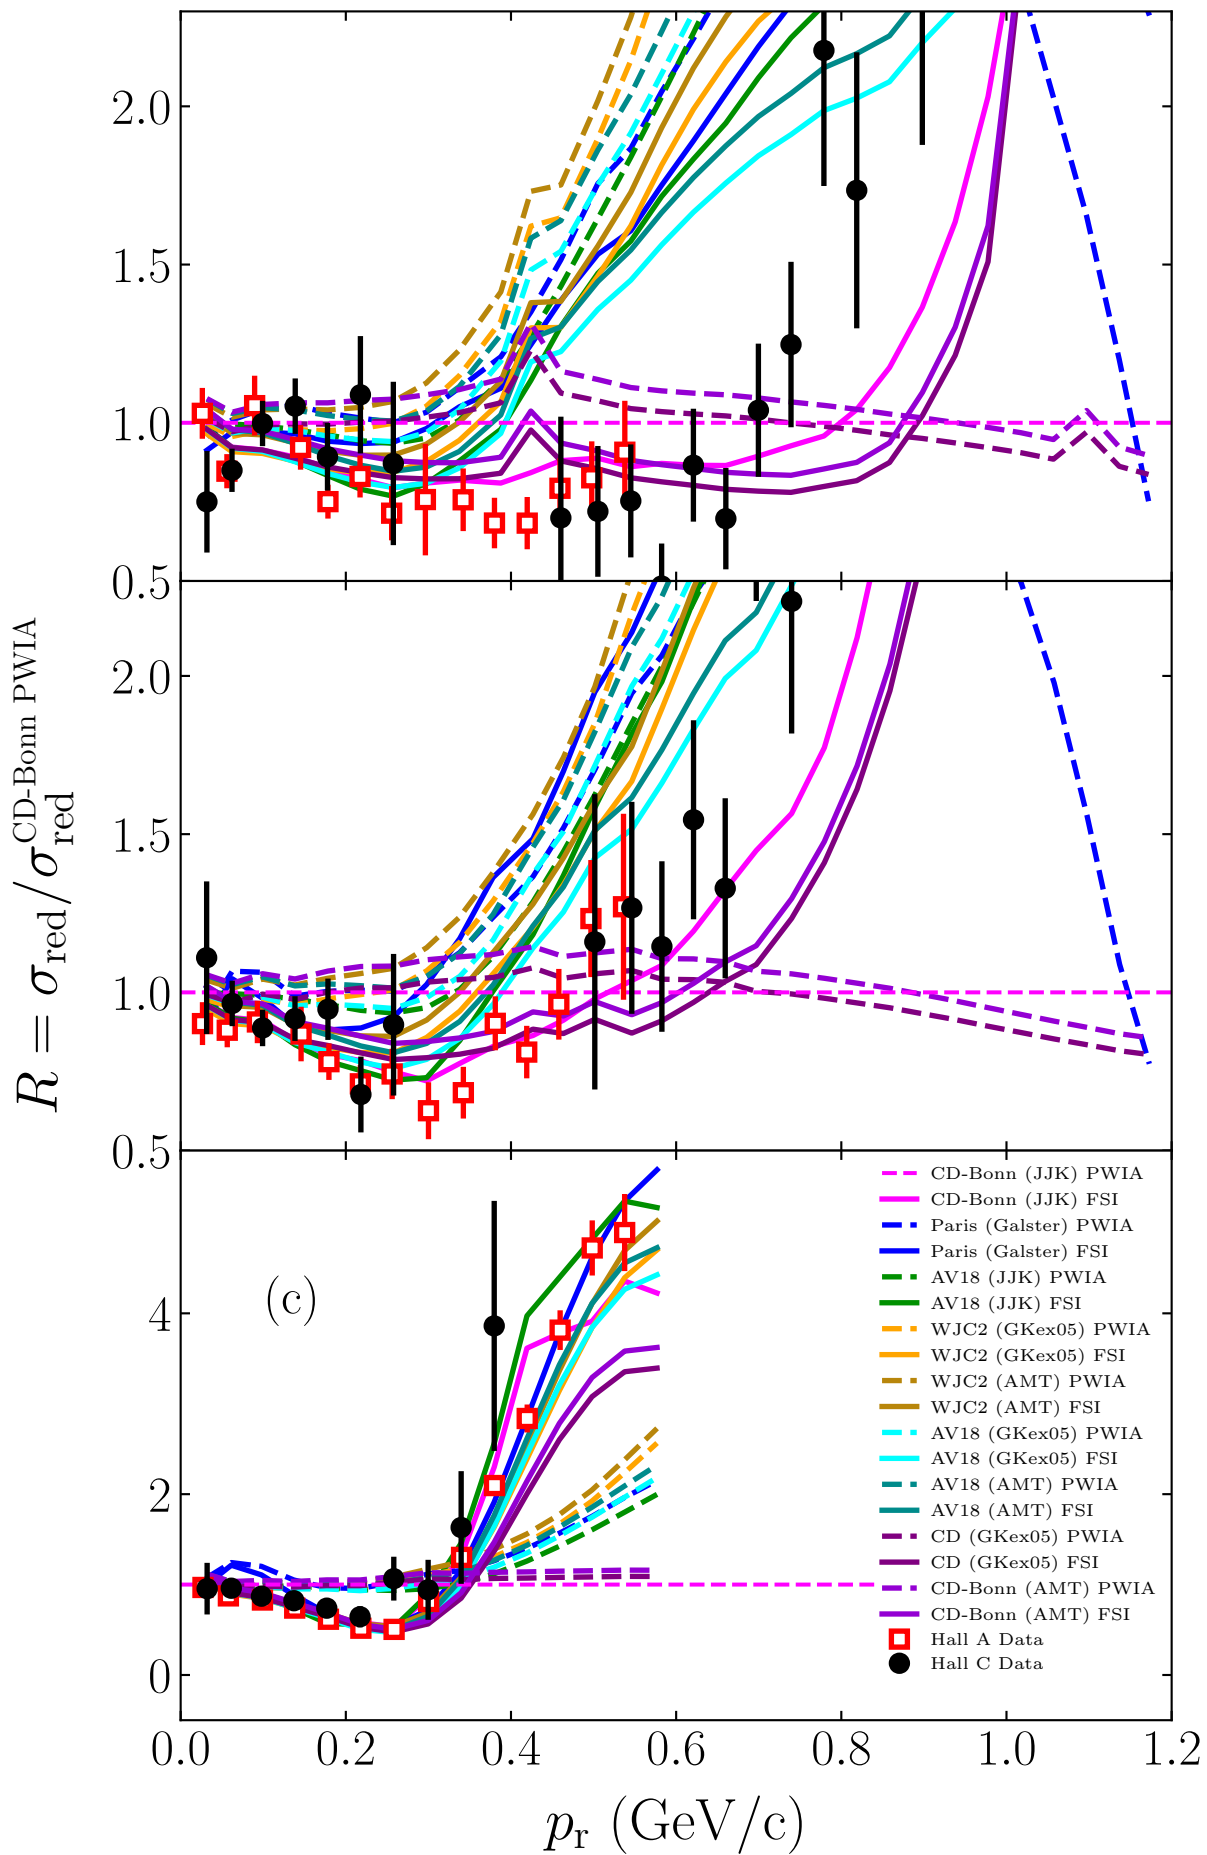 2.0
1.5
1.0
0.5
2.0
1.5
1.0
0.5
R = σred/σredCD-Bonn PWIA
(c)
4
2
0
CD-Bonn (JJK) PWIA
CD-Bonn (JJK) FSI
Paris (Galster) PWIA
Paris (Galster) FSI
AV18 (JJK) PWIA
AV18 (JJK) FSI
WJC2 (GKex05) PWIA
WJC2 (GKex05) FSI
WJC2 (AMT) PWIA
WJC2 (AMT) FSI
AV18 (GKex05) PWIA
AV18 (GKex05) FSI
AV18 (AMT) PWIA
AV18 (AMT) FSI
CD (GKex05) PWIA
CD (GKex05) FSI
CD-Bonn (AMT) PWIA
CD-Bonn (AMT) FSI
Hall A Data
Hall C Data
0.0 0.2 0.4 0.6 0.8 1.0 1.2
pr (GeV/c)